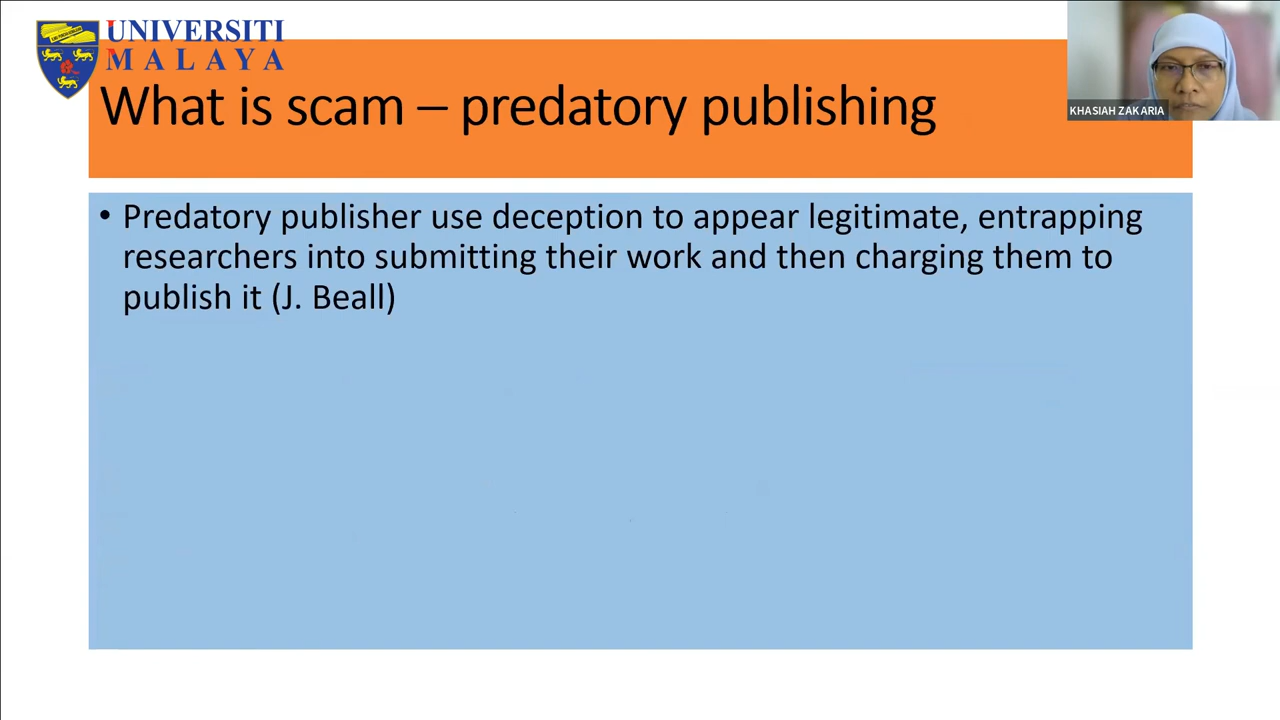 UNIVERSITI
MALAYA
What is scam – predatory publishing
KHASIAH ZAKARIA
• Predatory publisher use deception to appear legitimate, entrapping
researchers into submitting their work and then charging them to
publish it (J. Beall)